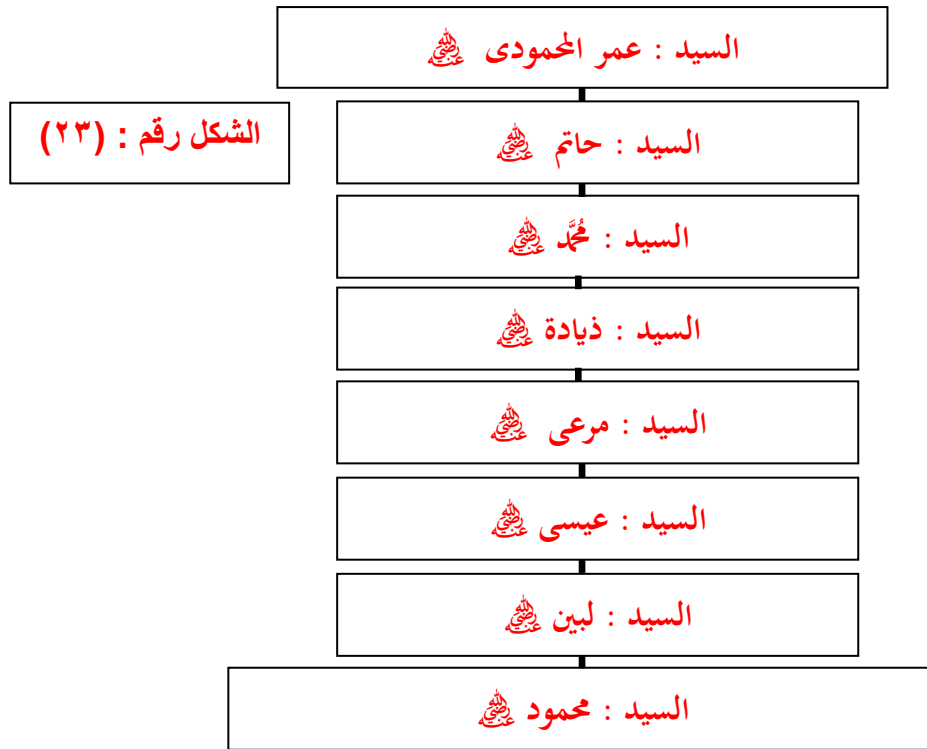 السيد : عمر المحمودى ﵁
الشكل رقم : (٢٣)
السيد : حاتم ﵁
السيد : مُحَمَّد ﵁
السيد : ذيادة ﵁
السيد : مرعى ﵁
السيد : عيسى ﵁
السيد : لبين ﵁
السيد : محمود ﵁